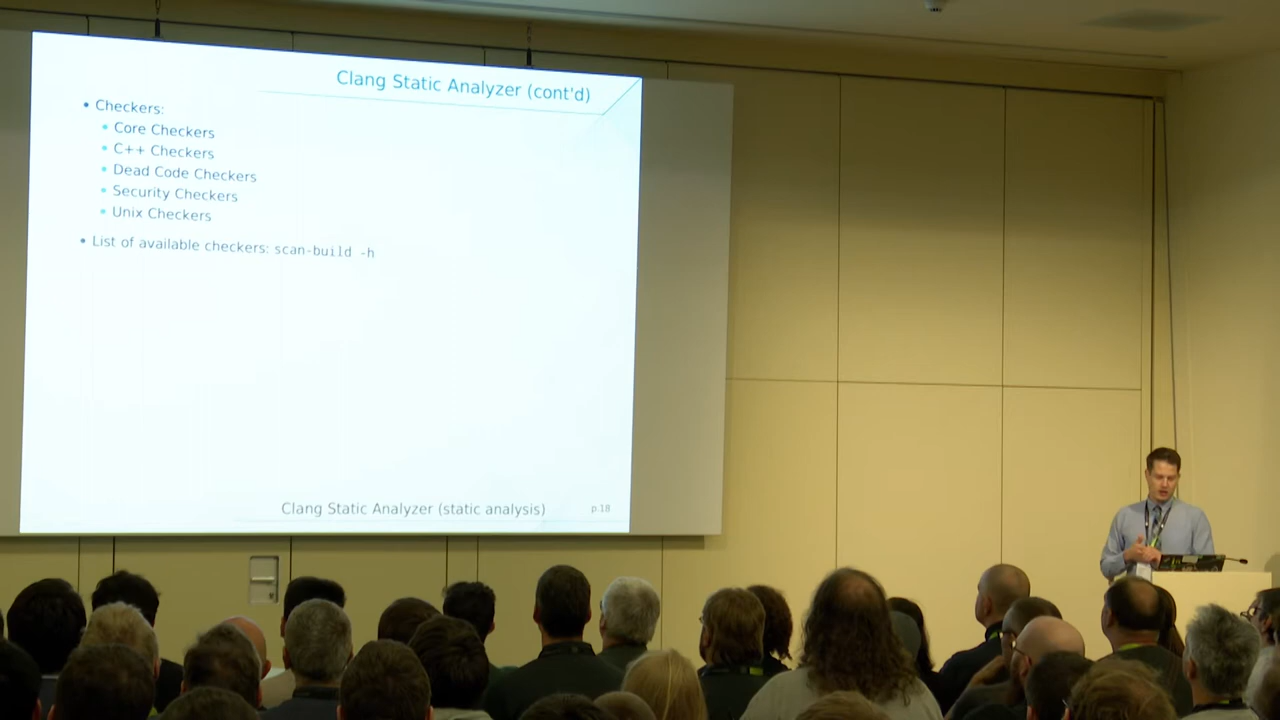 Clang Static Analyzer (cont'd)
• Checkers:
• Core Checkers
• C++ Checkers
• Dead Code Checkers
• Security Checkers
• Unix Checkers
• List of available checkers: scan-build -h
Clang Static Analyzer (static analysis)
p.18